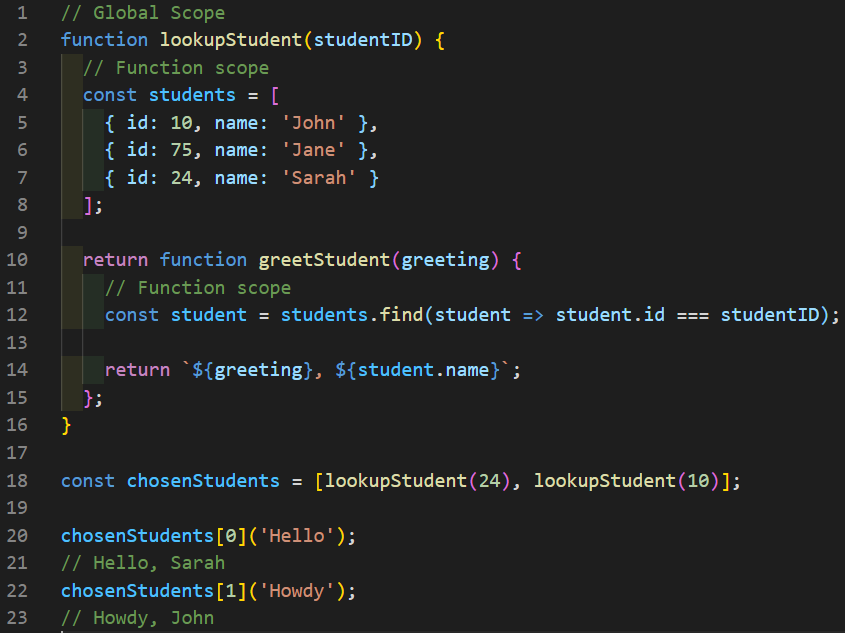 1 // Global Scope
2 function lookupStudent(studentID) {
3   // Function scope
4   const students = [
5     { id: 10, name: 'John' },
6     { id: 75, name: 'Jane' },
7     { id: 24, name: 'Sarah' }
8   ];
9
10   return function greetStudent(greeting) {
11     // Function scope
12     const student = students.find(student => student.id === studentID);
13
14     return `${greeting}, ${student.name}`;
15   };
16 }
17
18 const chosenStudents = [lookupStudent(24), lookupStudent(10)];
19
20 chosenStudents[0]('Hello');
21 // Hello, Sarah
22 chosenStudents[1]('Howdy');
23 // Howdy, John